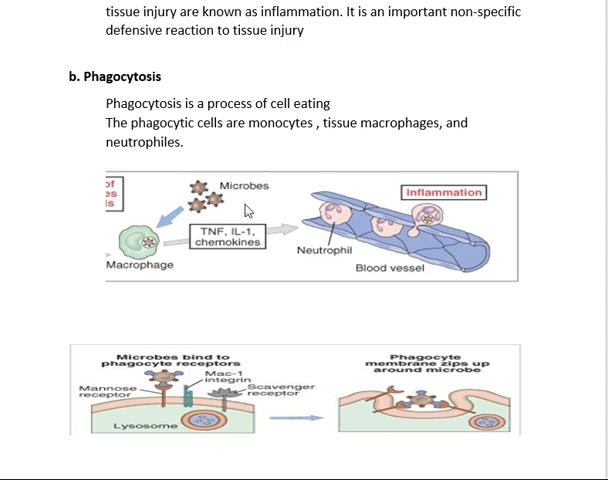 tissue injury are known as inflammation. It is an important non-specific
defensive reaction to tissue injury
b. Phagocytosis
Phagocytosis is a process of cell eating
The phagocytic cells are monocytes , tissue macrophages, and
neutrophiles.
of
es
ls
Microbes
Inflammation
TNF, IL-1,
chemokines
Neutrophil
Macrophage
Blood vessel
Microbes bind to
phagocyte receptors
Mac-1
integrin
Mannose
receptor
Scavenger
receptor
Lysosome
Phagocyte
membrane zips up
around microbe